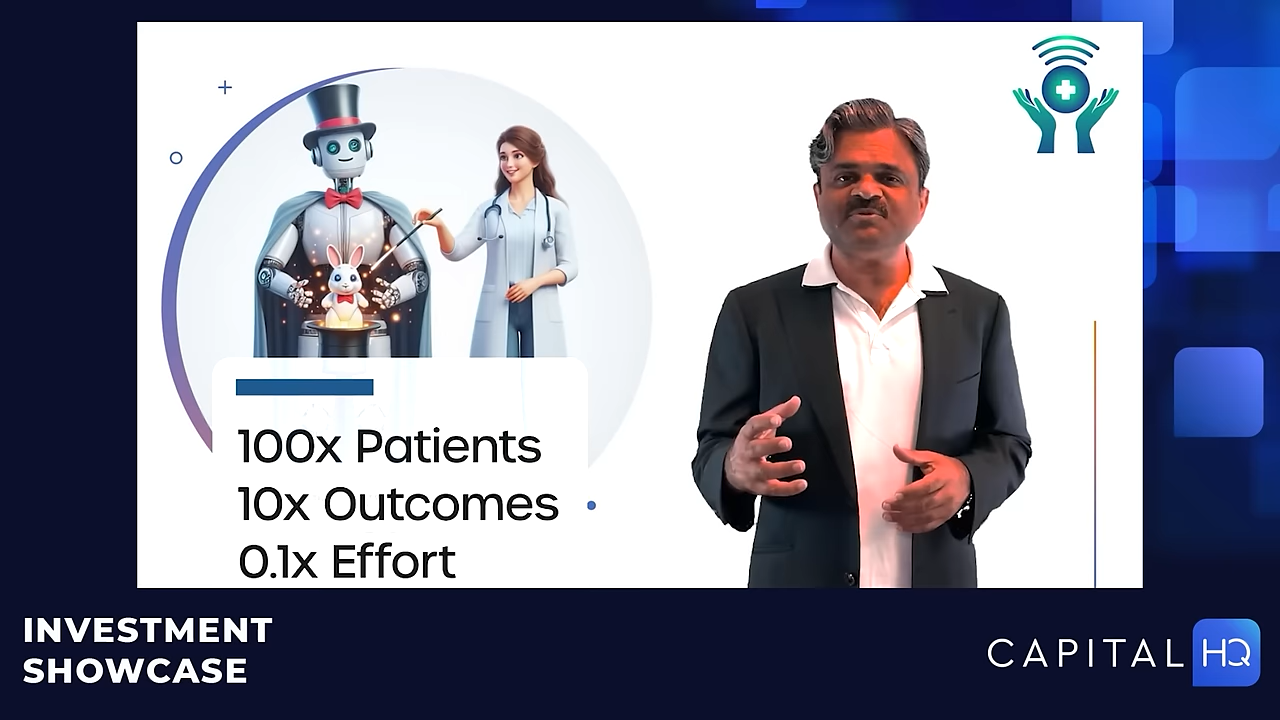 100x Patients
10x Outcomes
0.1x Effort
INVESTMENT
SHOWCASE
CAPITAL HQ